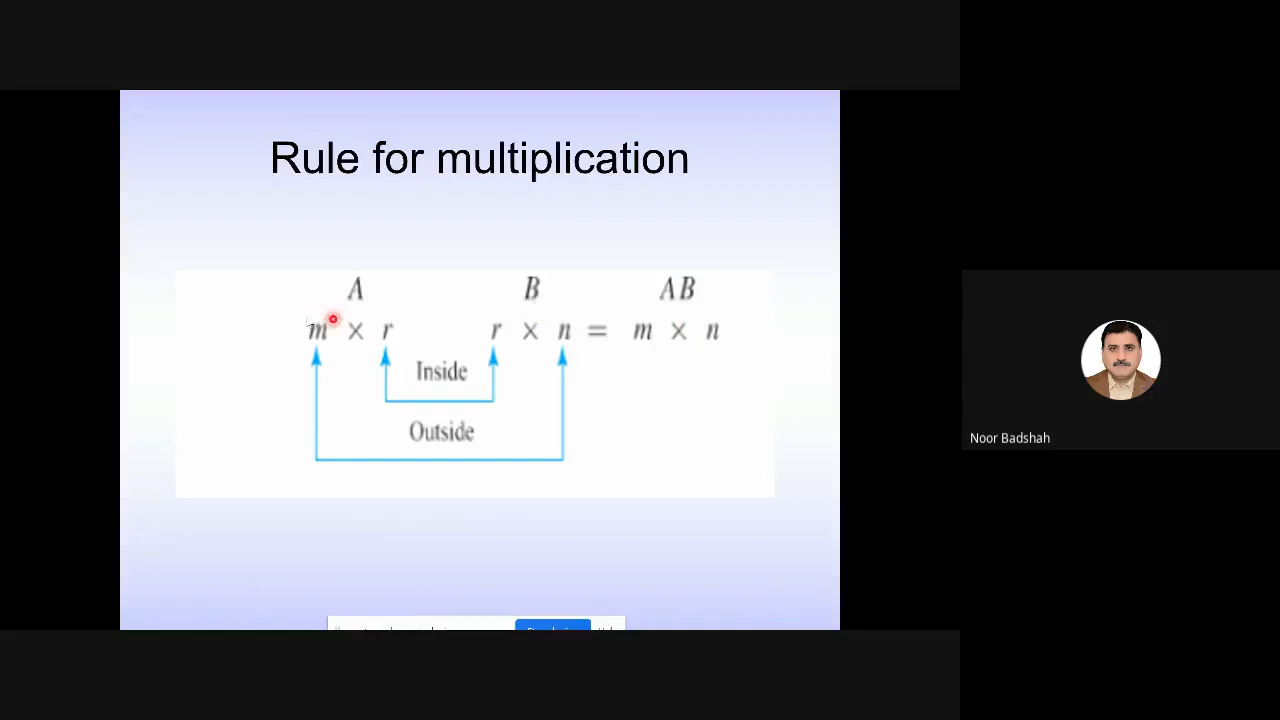 Rule for multiplication
A B AB
m × r r × n = m × n
Inside
Outside
Noor Badshah